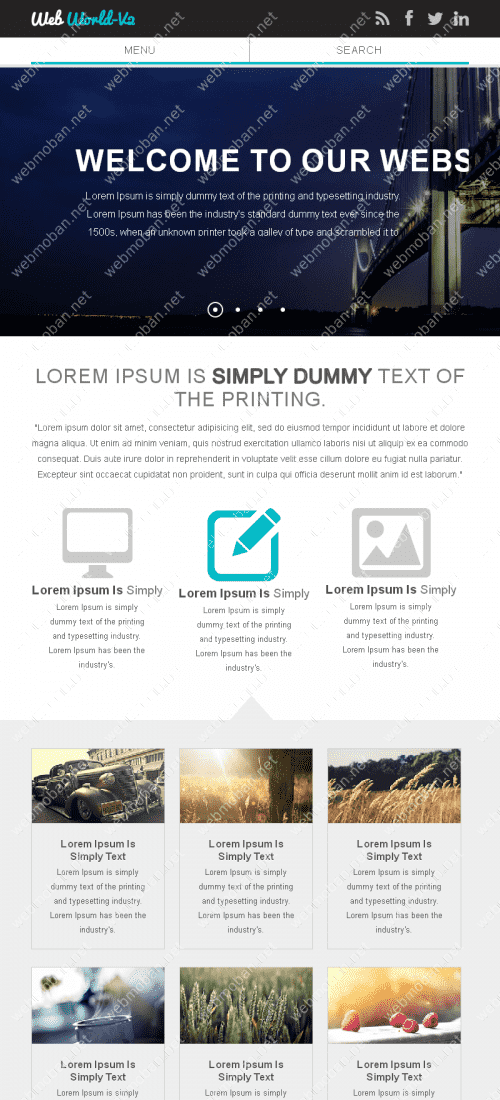 Web World-V2
MENU
SEARCH
WELCOME TO OUR WEBS
Lorem Ipsum is simply dummy text of the printing and typesetting industry.
Lorem Ipsum has been the industry's standard dummy text ever since the
1500s, when an unknown printer took a galley of type and scrambled it to
LOREM IPSUM IS SIMPLY DUMMY TEXT OF
THE PRINTING.
"Lorem ipsum dolor sit amet, consectetur adipisicing elit, sed do eiusmod tempor incididunt ut labore et dolore
magna aliqua. Ut enim ad minim veniam, quis nostrud exercitation ullamco laboris nisi ut aliquip ex ea commodo
consequat. Duis aute irure dolor in reprehenderit in voluptate velit esse cillum dolore eu fugiat nulla pariatur.
Excepteur sint occaecat cupidatat non proident, sunt in culpa qui officia deserunt mollit anim id est laborum."
Lorem ipsum Is Simply
Lorem Ipsum is simply
dummy text of the printing
and typesetting industry.
Lorem Ipsum has been the
industry's.
Lorem Ipsum Is Simply
Lorem Ipsum is simply
dummy text of the printing
and typesetting industry.
Lorem Ipsum has been the
industry's.
Lorem Ipsum Is Simply
Lorem Ipsum is simply
dummy text of the printing
and typesetting industry.
Lorem Ipsum has been the
industry's.
Lorem Ipsum Is
Simply Text
Lorem Ipsum is simply
dummy text of the printing
and typesetting industry.
Lorem Ipsum has been the
industry's.
Lorem Ipsum Is
Simply Text
Lorem Ipsum is simply
dummy text of the printing
and typesetting industry.
Lorem Ipsum has been the
industry's.
Lorem Ipsum Is
Simply Text
Lorem Ipsum is simply
dummy text of the printing
and typesetting industry.
Lorem Ipsum has been the
industry's.
Lorem Ipsum Is
Simply Text
Lorem Ipsum is simply
Lorem Ipsum Is
Simply Text
Lorem Ipsum is simply
Lorem Ipsum Is
Simply Text
Lorem Ipsum is simply
webmoban.net